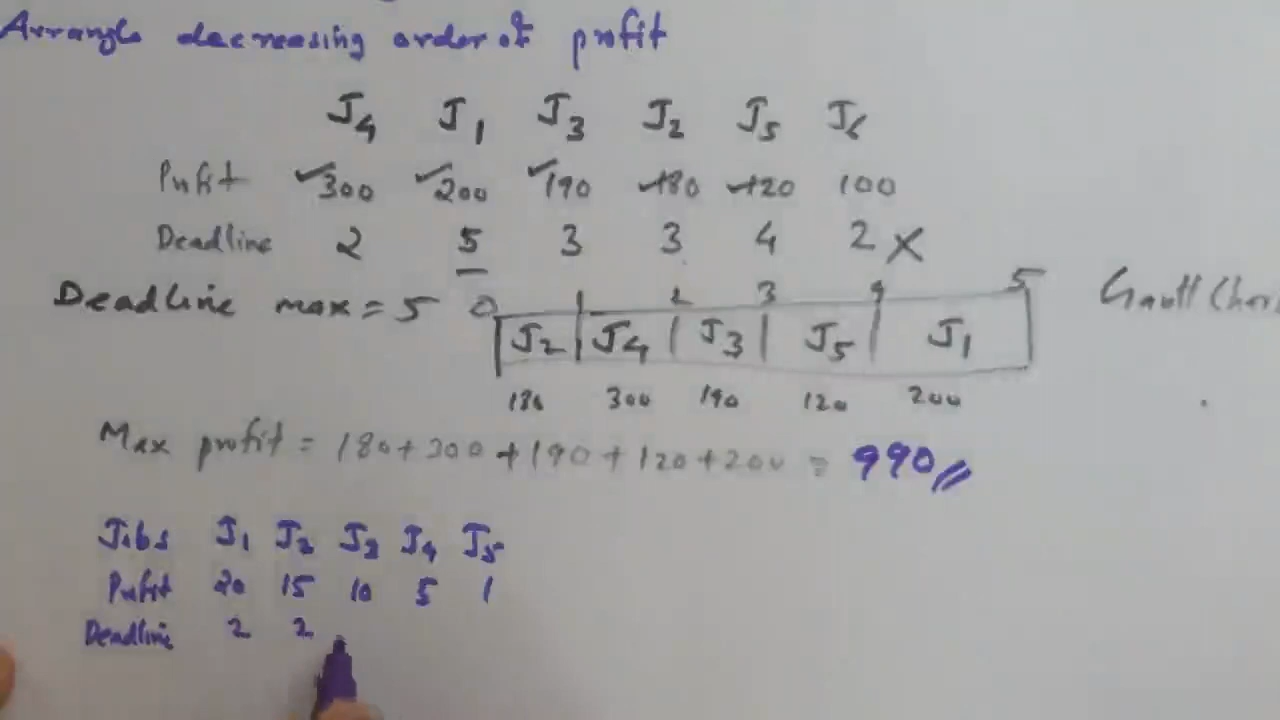 Arrangle decreasing order of profit
J4 J1 J3 J2 J5 J6
Profit ✓300 ✓200 ✓190 ✓180 ✓120 100
Deadline 2 5 3 3 4 2 X
Deadline max = 5 0 1 2 3 4 5 Gantt Char
J2 J4 J3 J5 J1
180 300 190 120 200
Max profit = 180+300+190+120+200 = 990//
Jobs J1 J2 J3 J4 J5
Profit 20 15 10 5 1
Deadline 2 2